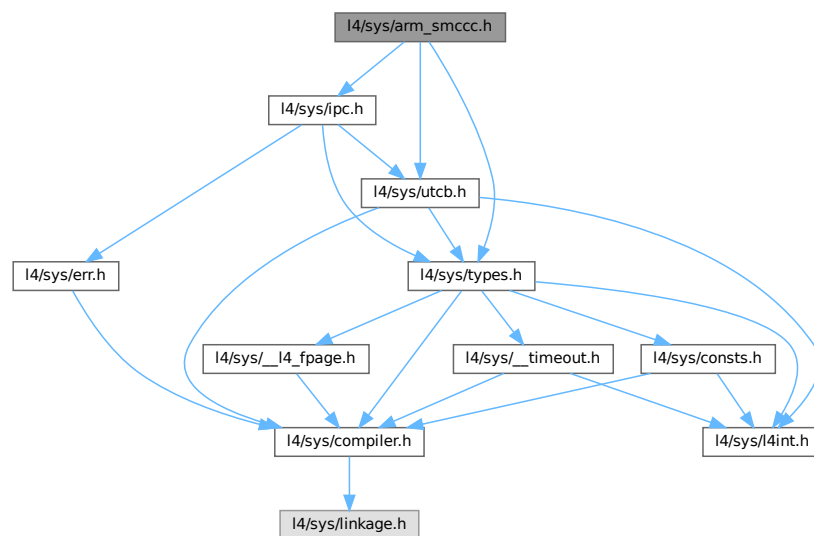 l4/sys/arm_smccc.h
l4/sys/ipc.h
l4/sys/utcb.h
l4/sys/err.h
l4/sys/types.h
l4/sys/__l4_fpage.h
l4/sys/__timeout.h
l4/sys/consts.h
l4/sys/compiler.h
l4/sys/l4int.h
l4/sys/linkage.h